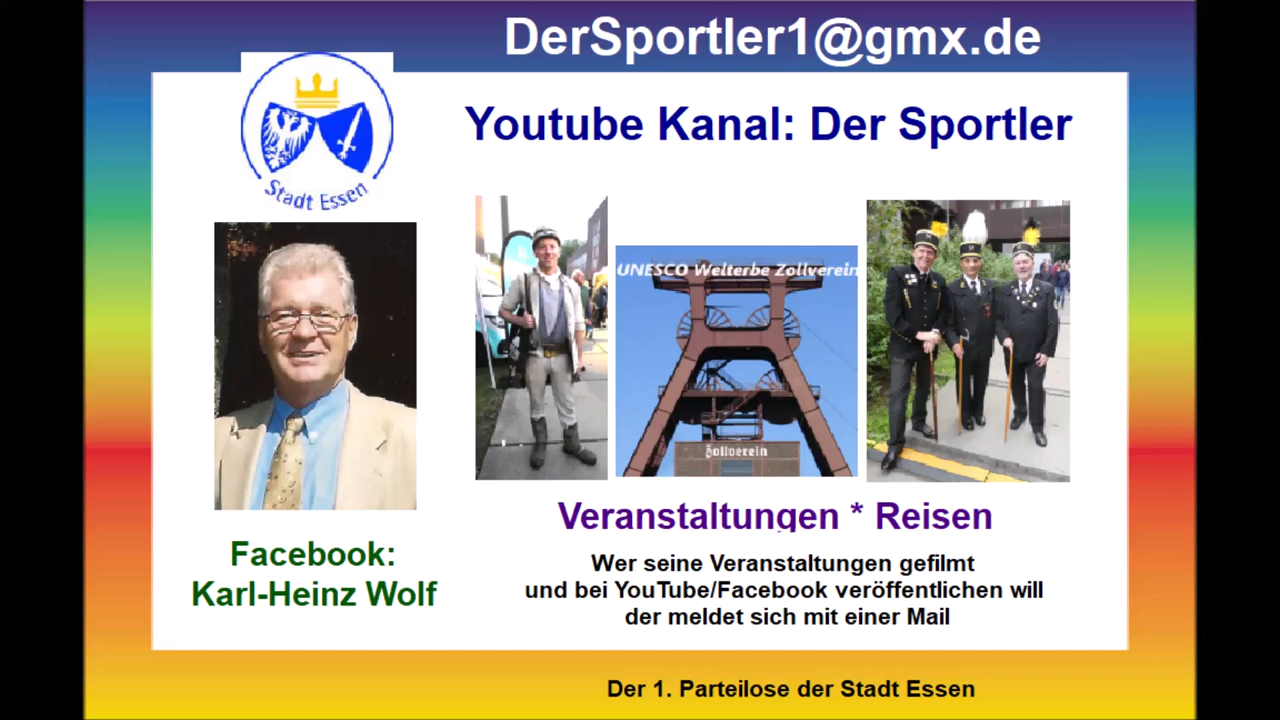 DerSportler1@gmx.de
Youtube Kanal: Der Sportler
Stadt Essen
UNESCO Welterbe Zollverein
Zollverein
Veranstaltungen * Reisen
Facebook:
Karl-Heinz Wolf
Wer seine Veranstaltungen gefilmt
und bei YouTube/Facebook veröffentlichen will
der meldet sich mit einer Mail
Der 1. Parteilose der Stadt Essen